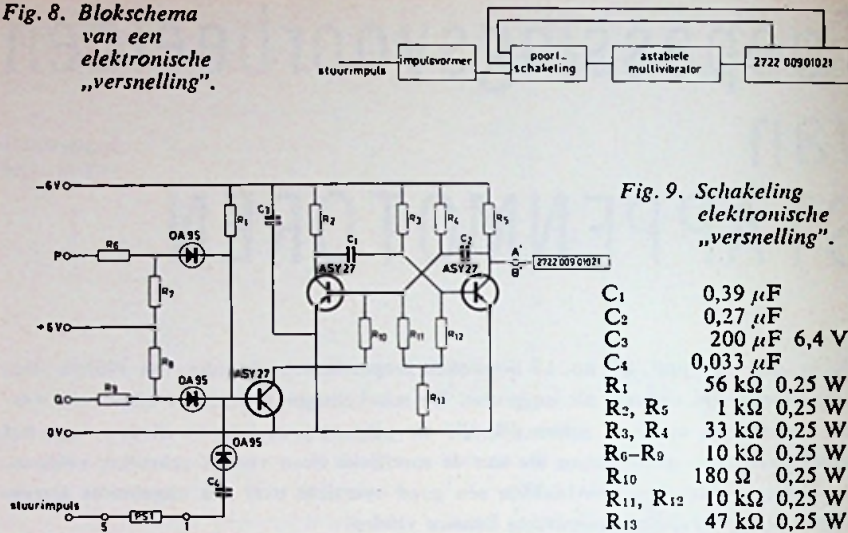 Fig. 8. Blokschema
van een
elektronische
„versnelling”.
stuurimpuls
impulsvormer
poort-
schakeling
astabiele
multivibrator
2722 00901021
-6V
P
R6
OA95
R7
+6V
R8
R9
Q
OA95
0V
R1
C3
R2
C1
R3
R4
C2
R5
ASY27
ASY27
A'
B'
2722 009 01021
R10
R11
R12
ASY27
R13
OA95
C4
stuurimpuls
5
PS1
1
Fig. 9. Schakeling
elektronische
„versnelling”.
C1 0,39 μF
C2 0,27 μF
C3 200 μF 6,4 V
C4 0,033 μF
R1 56 kΩ 0,25 W
R2, R5 1 kΩ 0,25 W
R3, R4 33 kΩ 0,25 W
R6–R9 10 kΩ 0,25 W
R10 180 Ω 0,25 W
R11, R12 10 kΩ 0,25 W
R13 47 kΩ 0,25 W